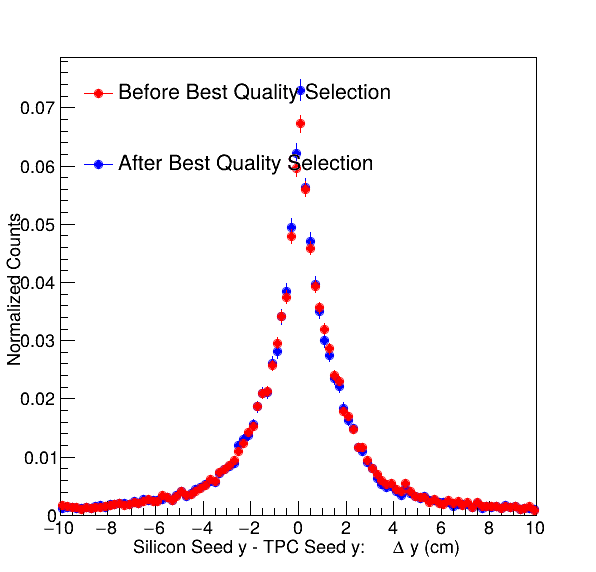 Before Best Quality Selection
After Best Quality Selection
Normalized Counts
0.07
0.06
0.05
0.04
0.03
0.02
0.01
0
−10 −8 −6 −4 −2 0 2 4 6 8 10
Silicon Seed y - TPC Seed y: Δ y (cm)